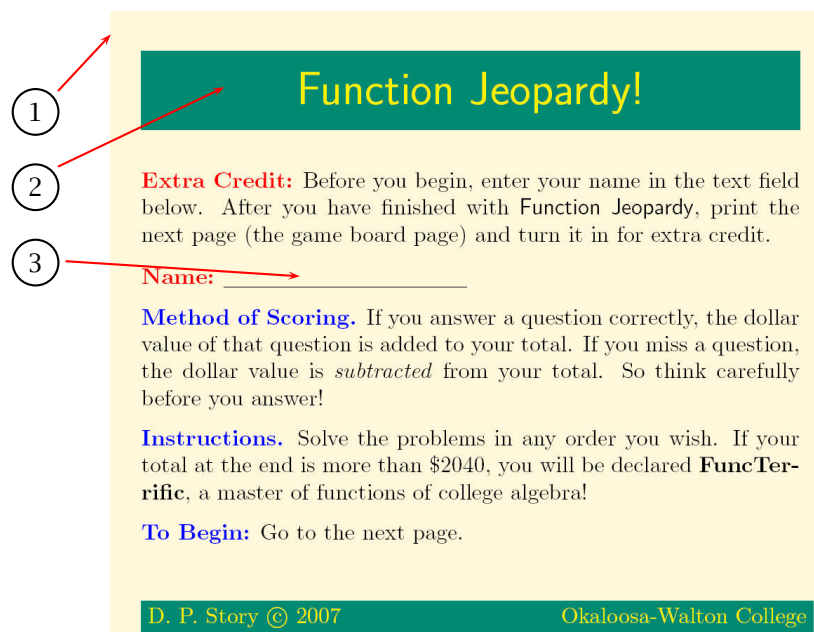 Function Jeopardy!
1
2
3
Extra Credit: Before you begin, enter your name in the text field
below. After you have finished with Function Jeopardy, print the
next page (the game board page) and turn it in for extra credit.
Name:
Method of Scoring. If you answer a question correctly, the dollar
value of that question is added to your total. If you miss a question,
the dollar value is subtracted from your total. So think carefully
before you answer!
Instructions. Solve the problems in any order you wish. If your
total at the end is more than $2040, you will be declared FuncTer-
rific, a master of functions of college algebra!
To Begin: Go to the next page.
D. P. Story © 2007 Okaloosa-Walton College